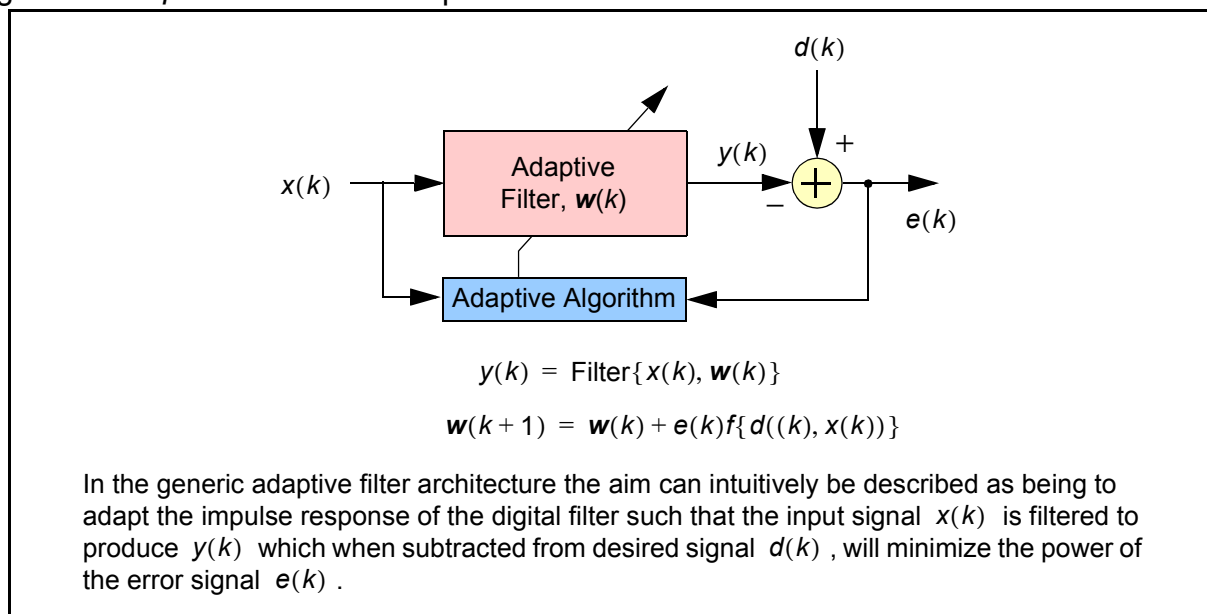 d(k)
x(k)
Adaptive
Filter, w(k)
y(k)
+
+
–
e(k)
Adaptive Algorithm
y(k) = Filter{x(k), w(k)}
w(k + 1) = w(k) + e(k)f{d((k), x(k))}
In the generic adaptive filter architecture the aim can intuitively be described as being to
adapt the impulse response of the digital filter such that the input signal x(k) is filtered to
produce y(k) which when subtracted from desired signal d(k) , will minimize the power of
the error signal e(k) .